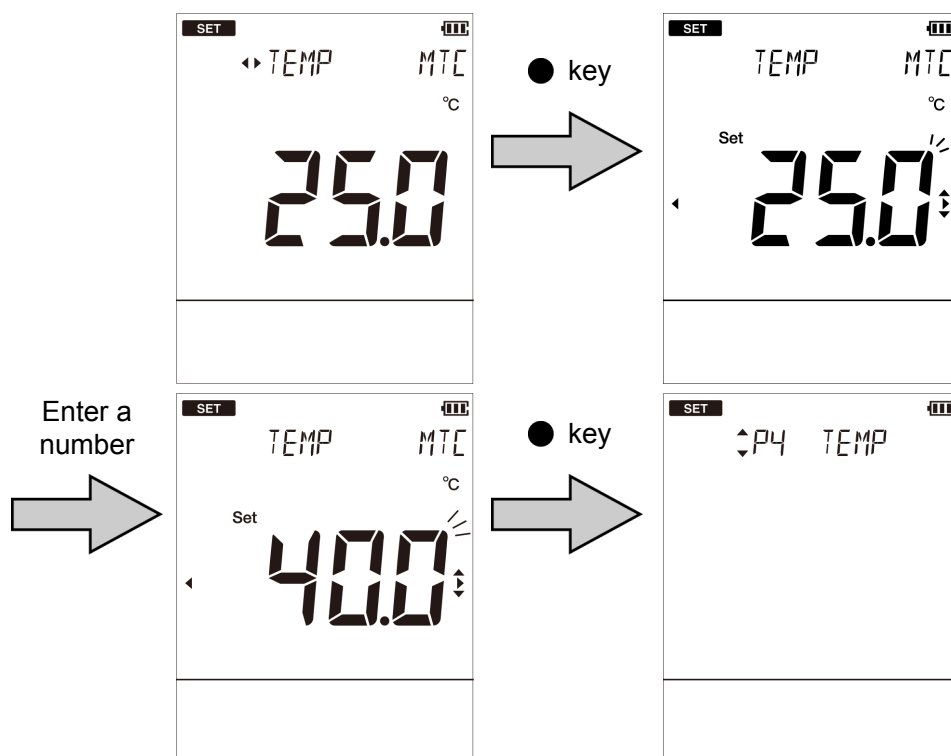 SET
TEMP MTC
°C
25.0
● key
SET
TEMP MTC
°C
Set
25.0
Enter a
number
SET
TEMP MTC
°C
Set
40.0
● key
SET
P4 TEMP